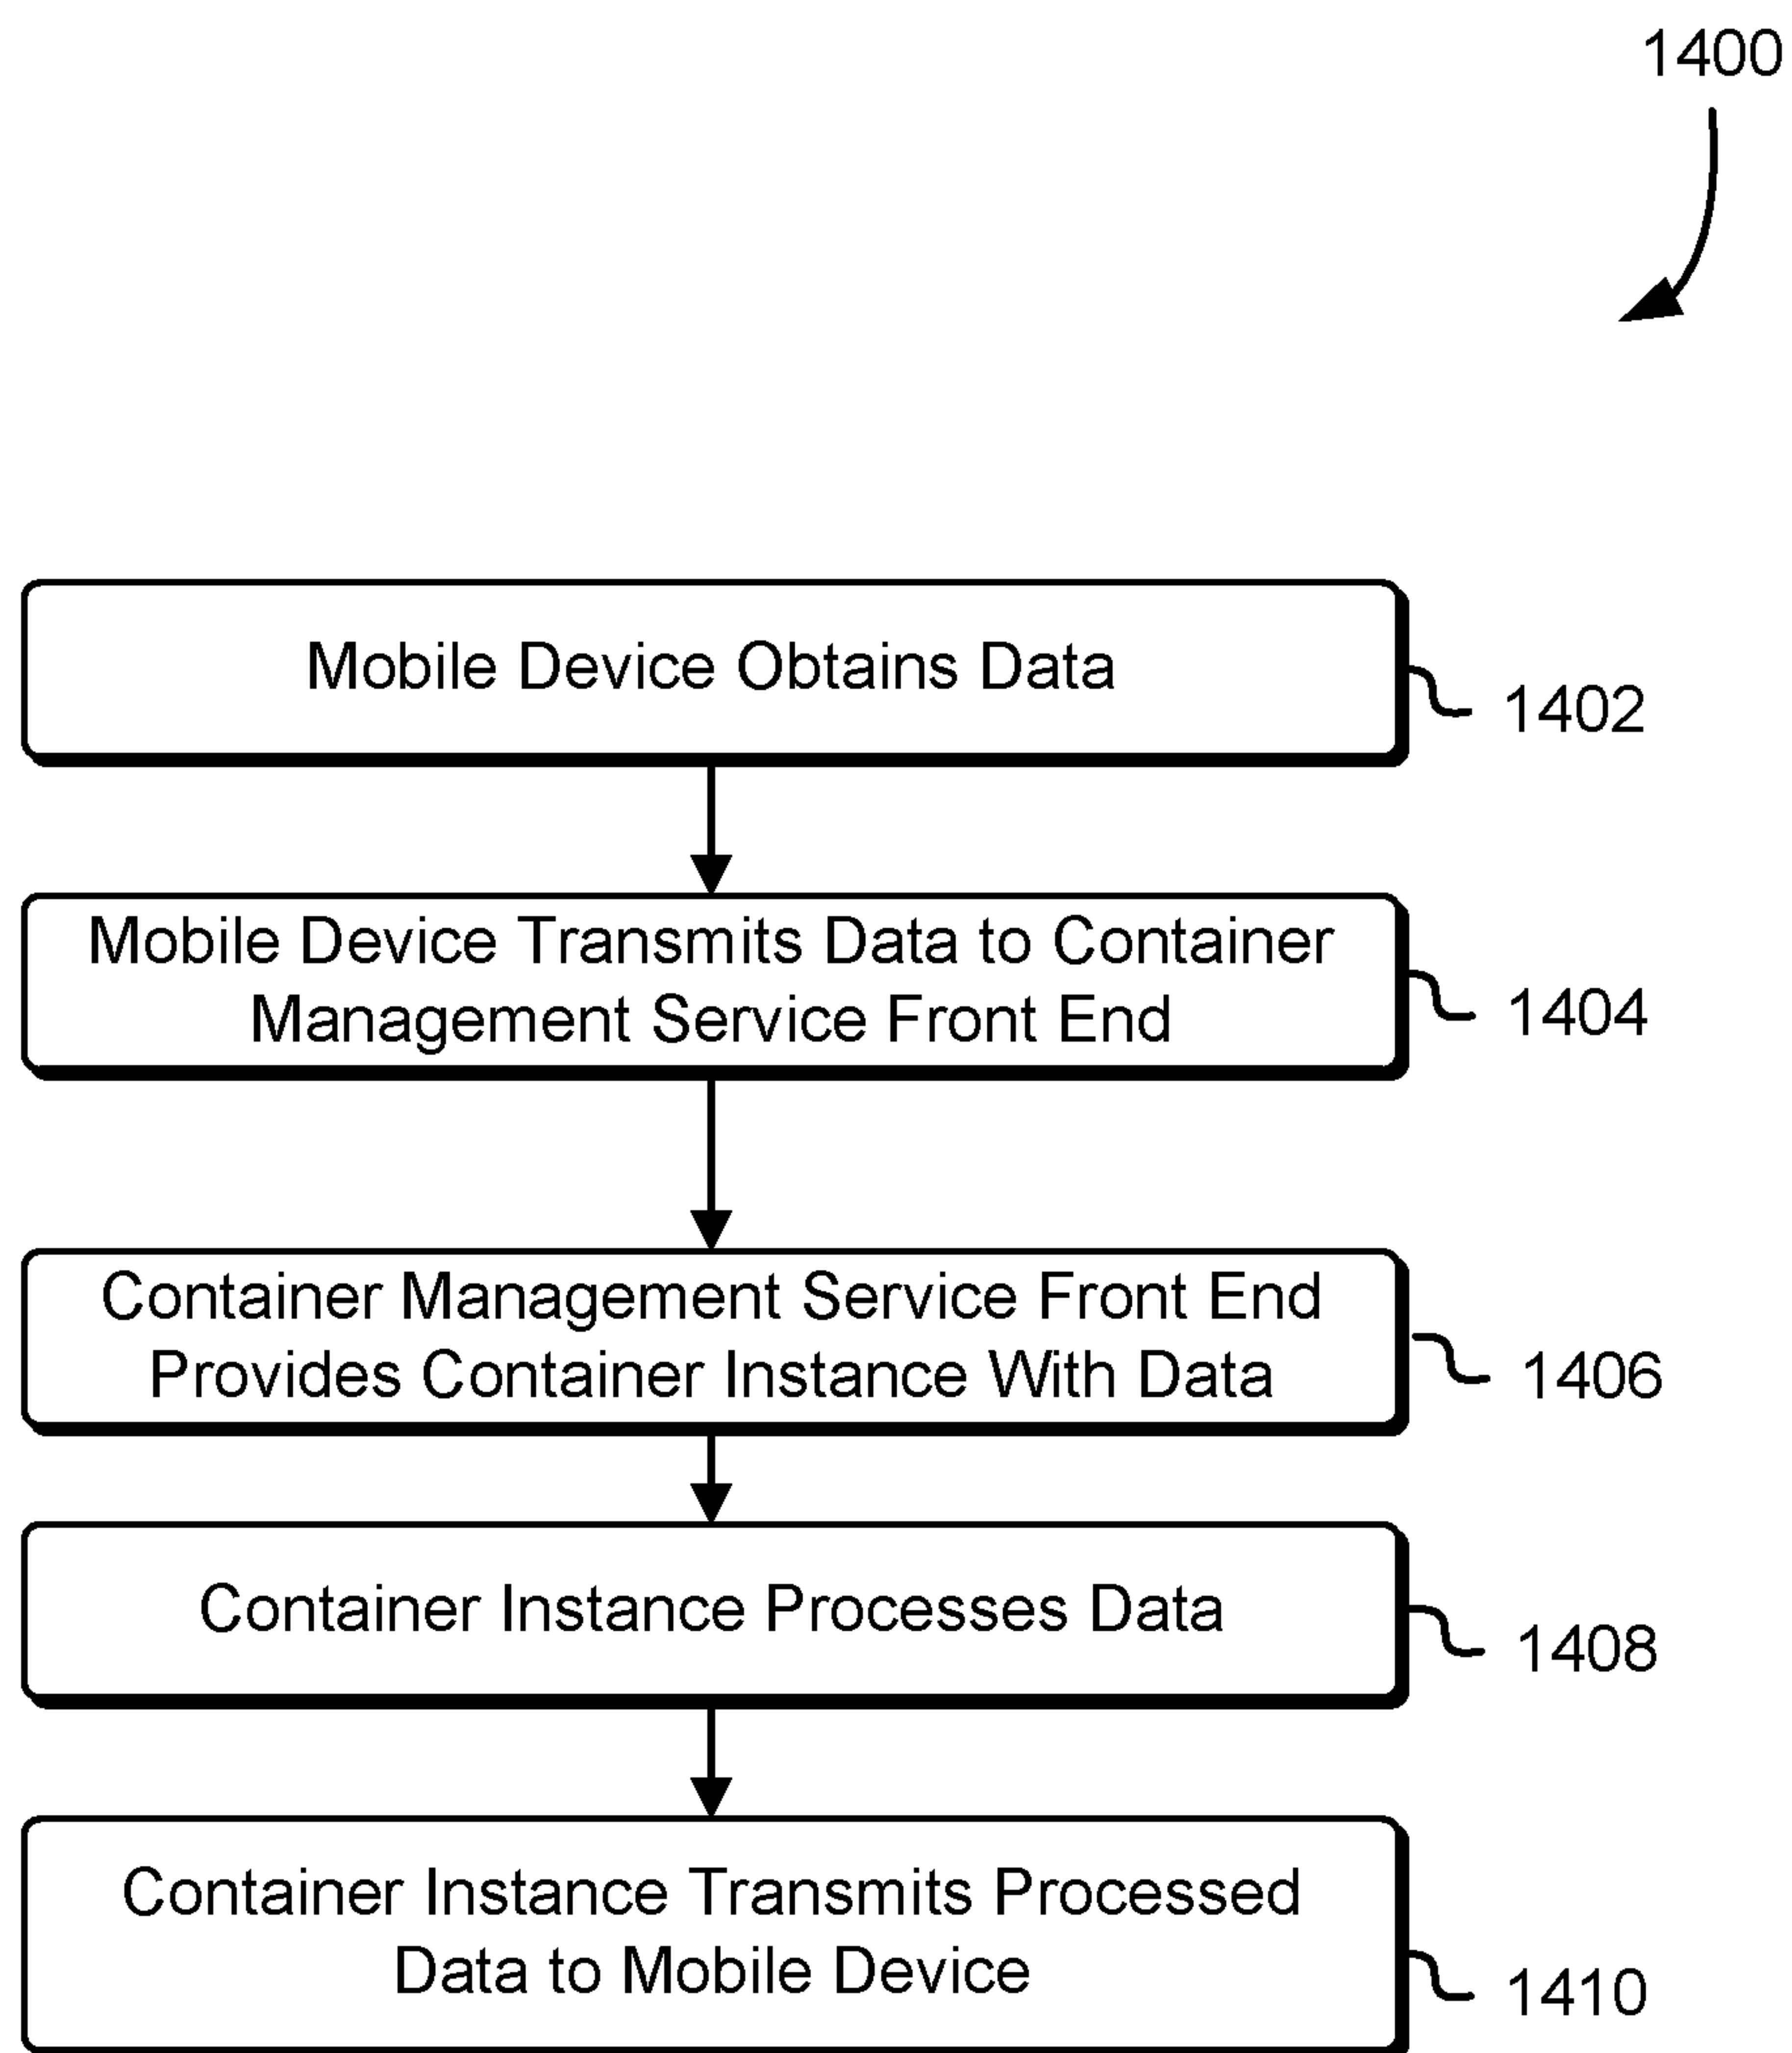 1400
Mobile Device Obtains Data
1402
Mobile Device Transmits Data to Container
Management Service Front End
1404
Container Management Service Front End
Provides Container Instance With Data
1406
Container Instance Processes Data
1408
Container Instance Transmits Processed
Data to Mobile Device
1410